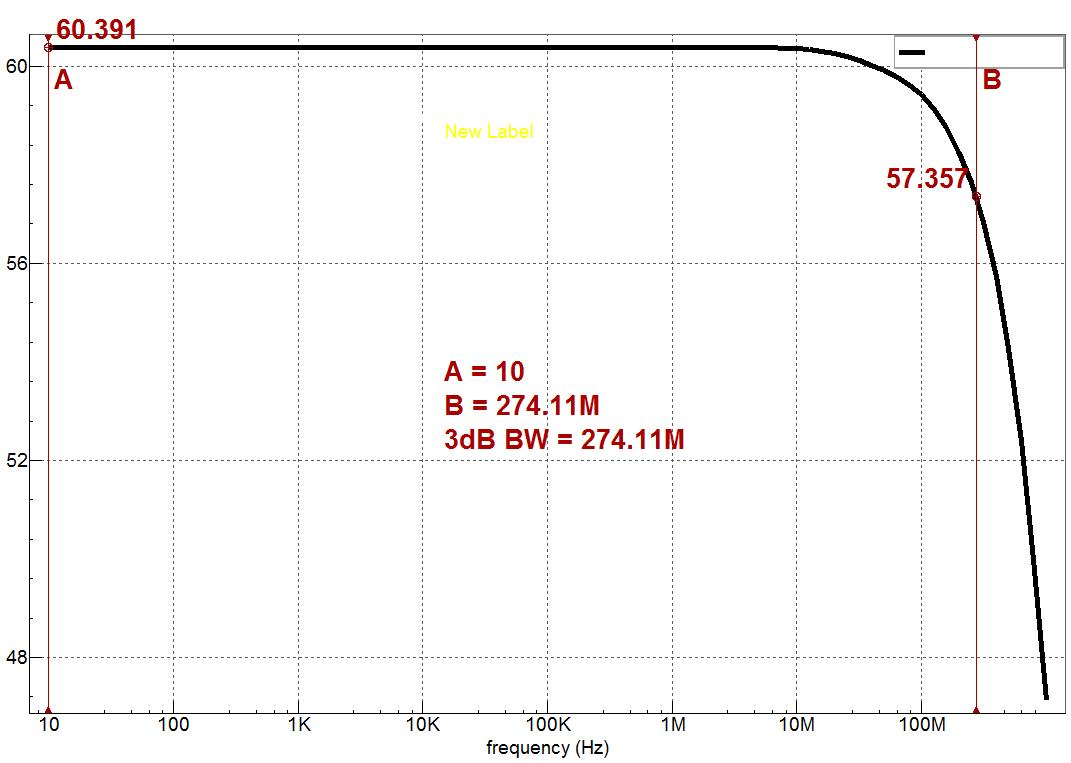 60.391
60
A
B
New Label
57.357
56
A = 10
B = 274.11M
3dB BW = 274.11M
52
48
10 100 1K 10K 100K 1M 10M 100M
frequency (Hz)